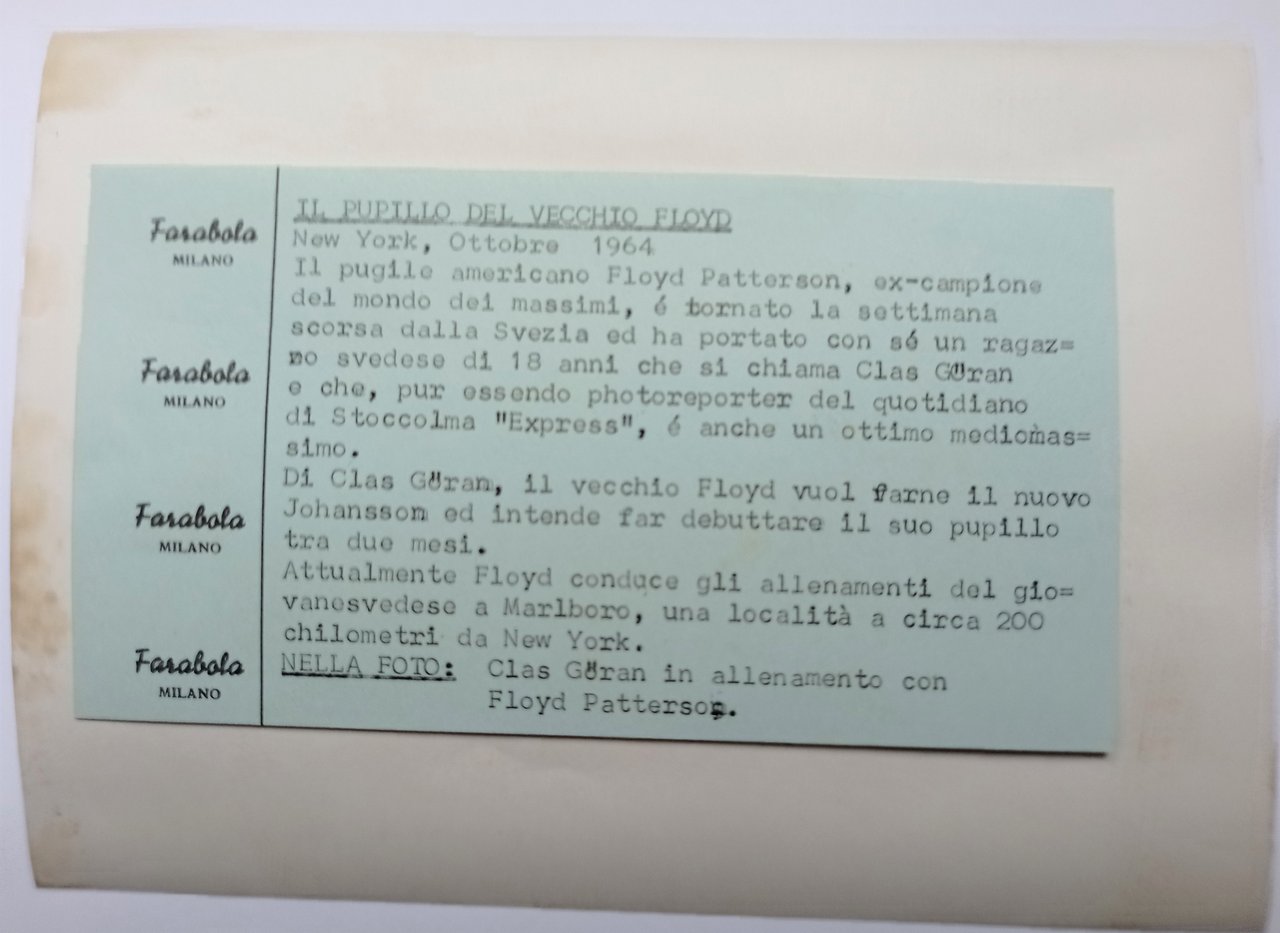 Farabola
MILANO
Farabola
MILANO
Farabola
MILANO
Farabola
MILANO
IL PUPILLO DEL VECCHIO FLOYD
New York, Ottobre 1964
Il pugile americano Floyd Patterson, ex-campione
del mondo dei massimi, é tornato la settimana
scorsa dalla Svezia ed ha portato con sé un ragaz=
no svedese di 18 anni che si chiama Clas Göran
e che, pur essendo photoreporter del quotidiano
di Stoccolma "Express", é anche un ottimo mediomas=
simo.
Di Clas Göran, il vecchio Floyd vuol farne il nuovo
Johansson ed intende far debuttare il suo pupillo
tra due mesi.
Attualmente Floyd conduce gli allenamenti del gio=
vanesvedese a Marlboro, una località a circa 200
chilometri da New York.
NELLA FOTO: Clas Göran in allenamento con
Floyd Patterson.